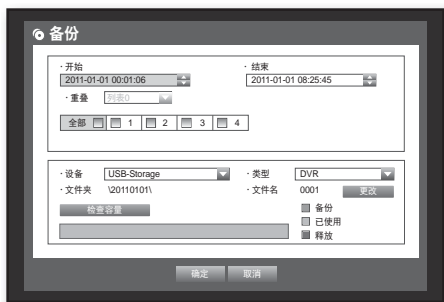 备份
· 开始
2011-01-01 00:01:06
· 结束
2011-01-01 08:25:45
· 重叠 列表0
全部 1 2 3 4
· 设备 USB-Storage
· 类型 DVR
· 文件夹 \20110101\
· 文件名 0001 更改
检查容量
备份
已使用
释放
确定 取消